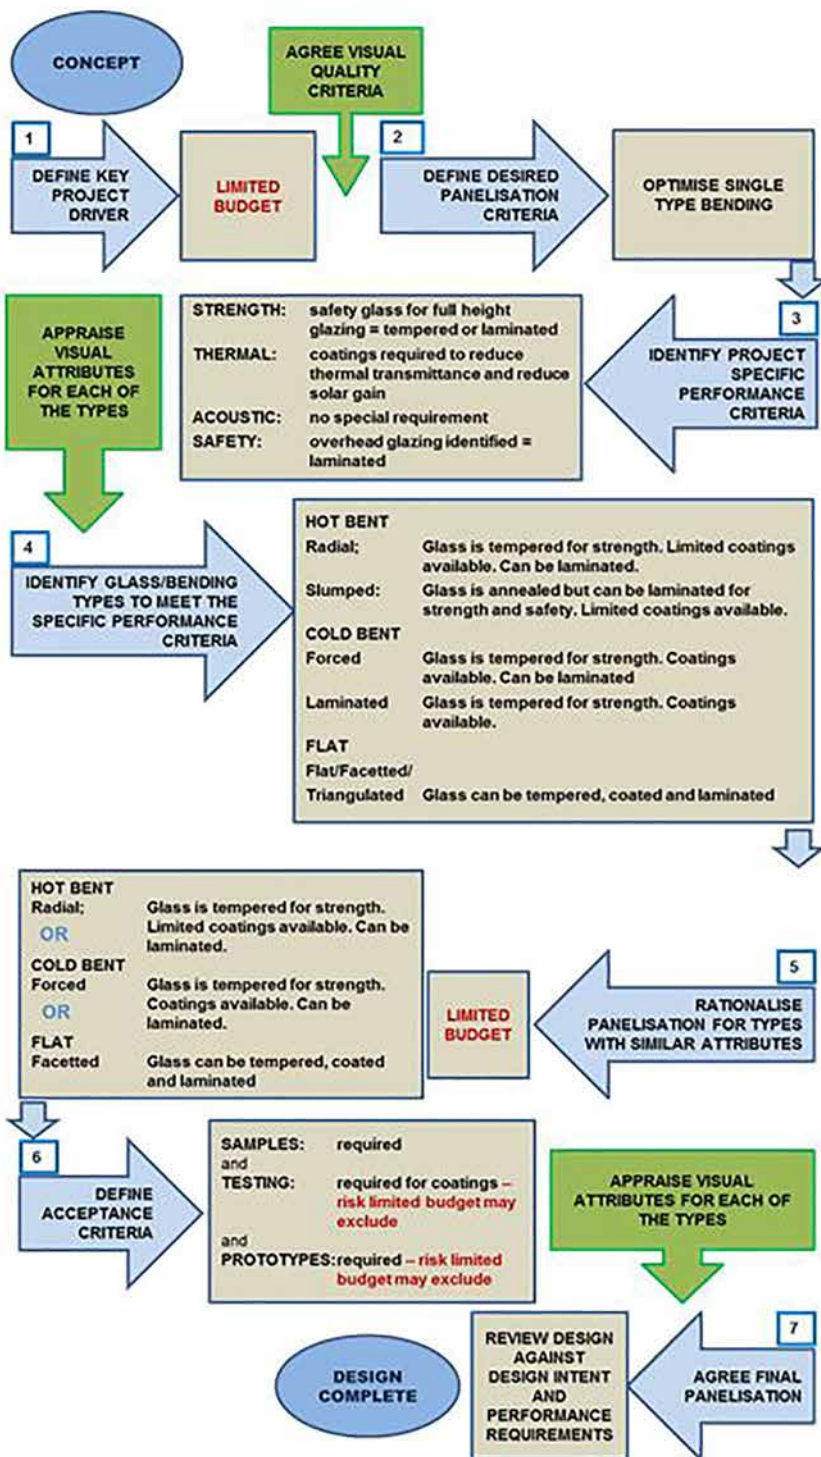 CONCEPT
AGREE VISUAL
QUALITY
CRITERIA
1
DEFINE KEY
PROJECT
DRIVER
LIMITED
BUDGET
2
DEFINE DESIRED
PANELISATION
CRITERIA
OPTIMISE SINGLE
TYPE BENDING
3
IDENTIFY PROJECT
SPECIFIC
PERFORMANCE
CRITERIA
STRENGTH: safety glass for full height
glazing = tempered or laminated
THERMAL: coatings required to reduce
thermal transmittance and reduce
solar gain
ACOUSTIC: no special requirement
SAFETY: overhead glazing identified =
laminated
APPRAISE
VISUAL
ATTRIBUTES
FOR EACH OF
THE TYPES
4
IDENTIFY GLASS/BENDING
TYPES TO MEET THE
SPECIFIC PERFORMANCE
CRITERIA
HOT BENT
Radial; Glass is tempered for strength. Limited coatings
available. Can be laminated.
Slumped: Glass is annealed but can be laminated for
strength and safety. Limited coatings available.
COLD BENT
Forced Glass is tempered for strength. Coatings
available. Can be laminated
Laminated Glass is tempered for strength. Coatings
available.
FLAT
Flat/Facetted/
Triangulated Glass can be tempered, coated and laminated
5
RATIONALISE
PANELISATION FOR TYPES
WITH SIMILAR ATTRIBUTES
LIMITED
BUDGET
HOT BENT
Radial; Glass is tempered for strength.
OR Limited coatings available. Can be
laminated.
COLD BENT
Forced Glass is tempered for strength.
OR Coatings available. Can be
laminated.
FLAT
Facetted Glass can be tempered, coated
and laminated
6
DEFINE
ACCEPTANCE
CRITERIA
SAMPLES: required
and
TESTING: required for coatings – 
risk limited budget may
exclude
and
PROTOTYPES: required – risk limited
budget may exclude
APPRAISE VISUAL
ATTRIBUTES FOR EACH OF
THE TYPES
7
AGREE FINAL
PANELISATION
REVIEW DESIGN
AGAINST
DESIGN INTENT
AND
PERFORMANCE
REQUIREMENTS
DESIGN
COMPLETE